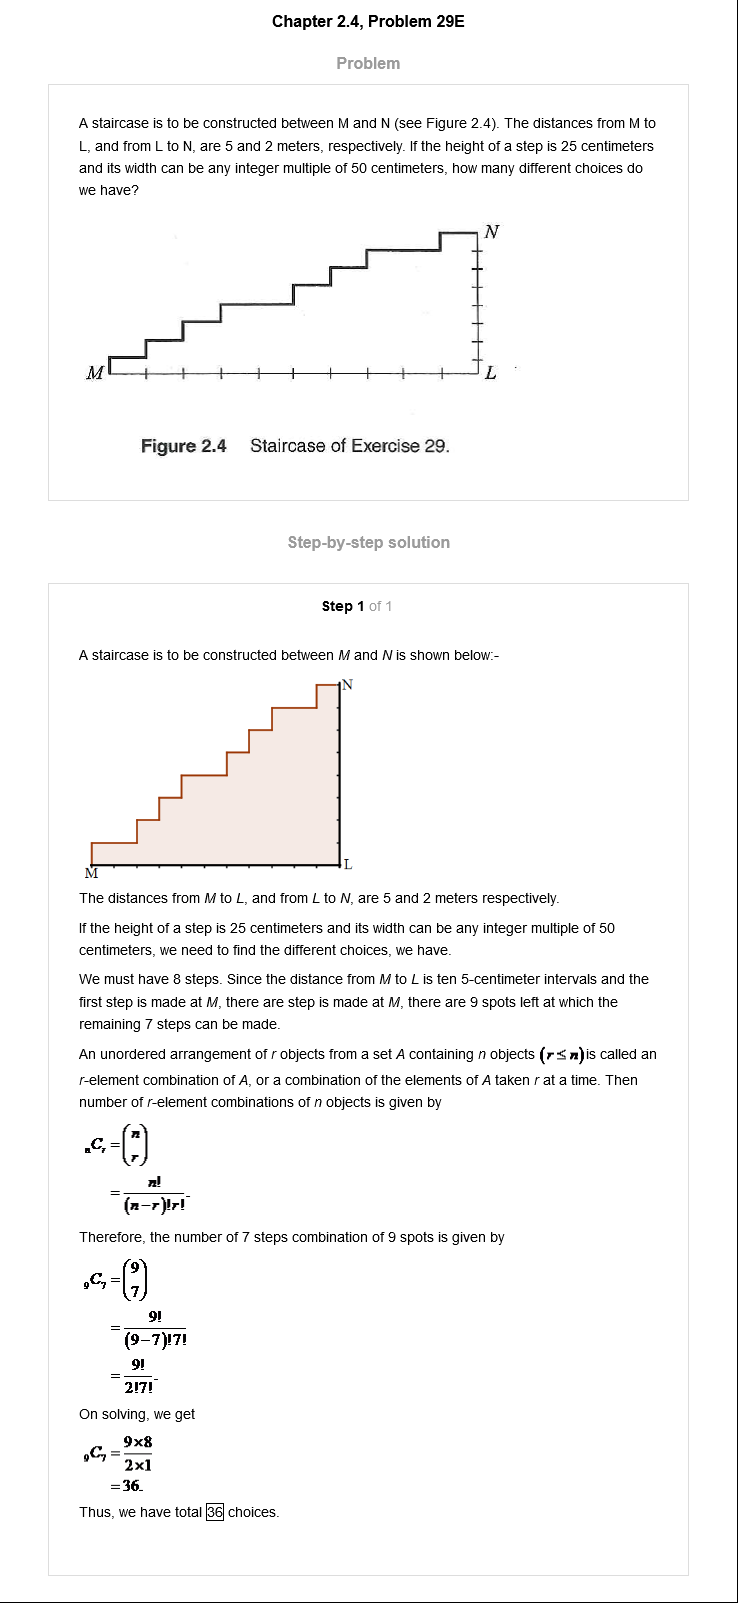 Chapter 2.4, Problem 29E
Problem
A staircase is to be constructed between M and N (see Figure 2.4). The distances from M to
L, and from L to N, are 5 and 2 meters, respectively. If the height of a step is 25 centimeters
and its width can be any integer multiple of 50 centimeters, how many different choices do
we have?
N
M
L
Figure 2.4 Staircase of Exercise 29.
Step-by-step solution
Step 1 of 1
A staircase is to be constructed between M and N is shown below:-
N
L
M
The distances from M to L, and from L to N, are 5 and 2 meters respectively.
If the height of a step is 25 centimeters and its width can be any integer multiple of 50
centimeters, we need to find the different choices, we have.
We must have 8 steps. Since the distance from M to L is ten 5-centimeter intervals and the
first step is made at M, there are step is made at M, there are 9 spots left at which the
remaining 7 steps can be made.
An unordered arrangement of r objects from a set A containing n objects (r ≤ n) is called an
r-element combination of A, or a combination of the elements of A taken r at a time. Then
number of r-element combinations of n objects is given by
ₙCᵣ = (n r)
= n! / (n−r)!r!
Therefore, the number of 7 steps combination of 9 spots is given by
₉C₇ = (9 7)
= 9! / (9−7)!7!
= 9! / 2!7!
On solving, we get
₉C₇ = 9×8 / 2×1
= 36.
Thus, we have total 36 choices.